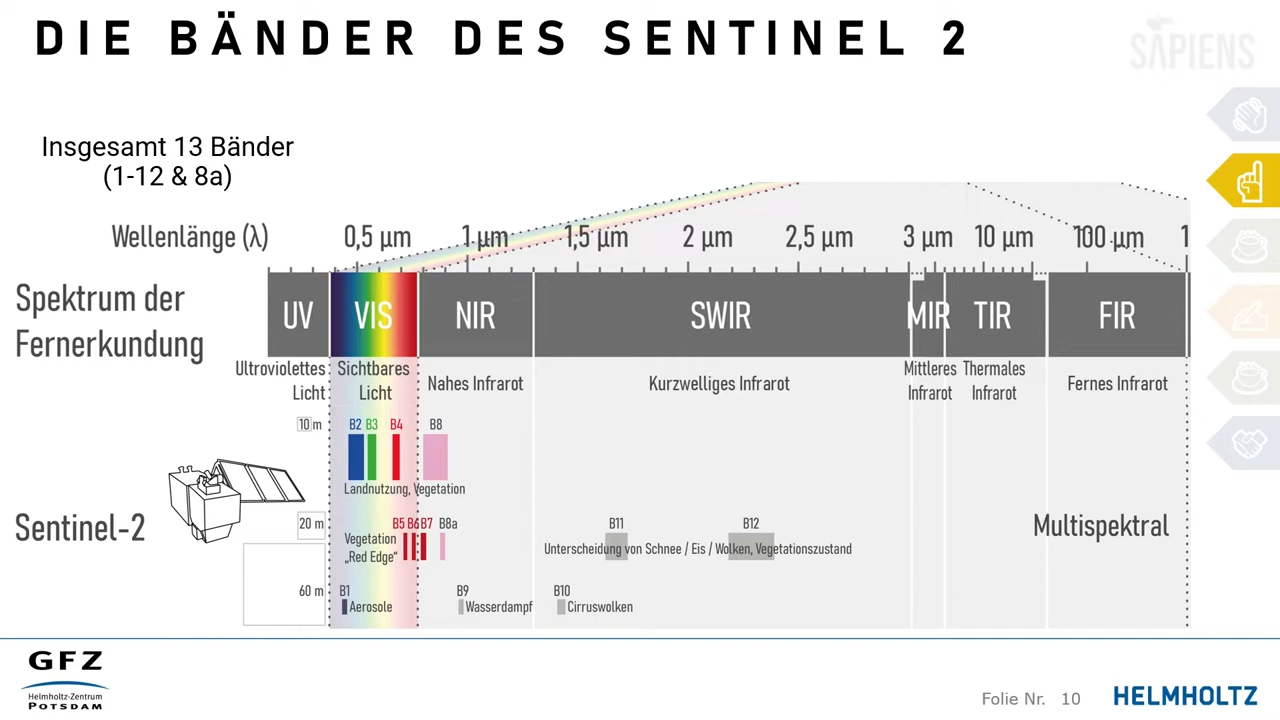 DIE BÄNDER DES SENTINEL 2
SAPIENS
Insgesamt 13 Bänder
(1-12 & 8a)
Wellenlänge (λ)
0,5 µm
1 µm
1,5 µm
2 µm
2,5 µm
3 µm
10 µm
100 µm
1
Spektrum der
Fernerkundung
UV
VIS
NIR
SWIR
MIR
TIR
FIR
Ultraviolettes
Licht
Sichtbares
Licht
Nahes Infrarot
Kurzwelliges Infrarot
Mittleres
Infrarot
Thermales
Infrarot
Fernes Infrarot
10 m
B2 B3 B4 B8
Landnutzung, Vegetation
Sentinel-2
20 m
Vegetation
„Red Edge“
B5 B6 B7 B8a
B11 B12
Unterscheidung von Schnee / Eis / Wolken, Vegetationszustand
Multispektral
60 m
B1
Aerosole
B9
Wasserdampf
B10
Cirruswolken
GFZ
Helmholtz-Zentrum
POTSDAM
Folie Nr. 10
HELMHOLTZ